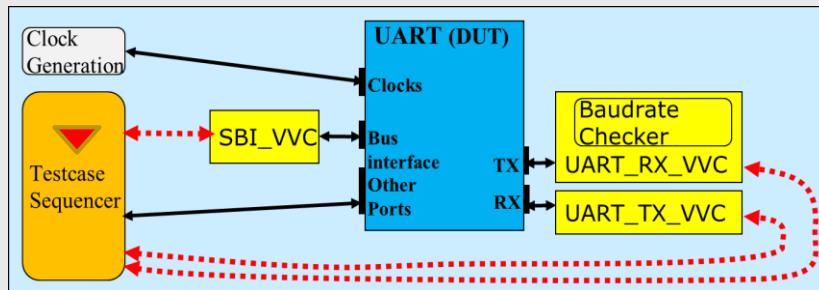 Clock
Generation
Testcase
Sequencer
SBI_VVC
UART (DUT)
Clocks
Bus
interface
Other
Ports
TX
RX
Baudrate
Checker
UART_RX_VVC
UART_TX_VVC